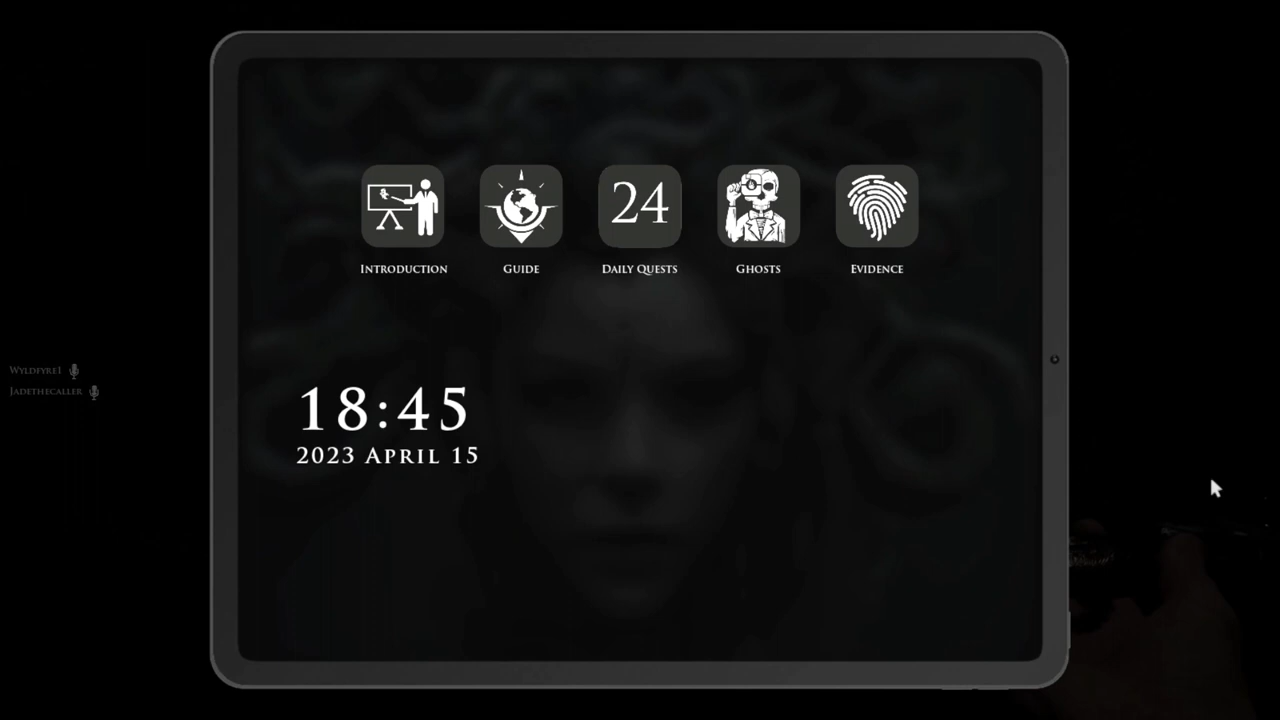 24
Introduction
Guide
Daily Quests
Ghosts
Evidence
Wyldfyre1
Jadethecaller
18:45
2023 April 15